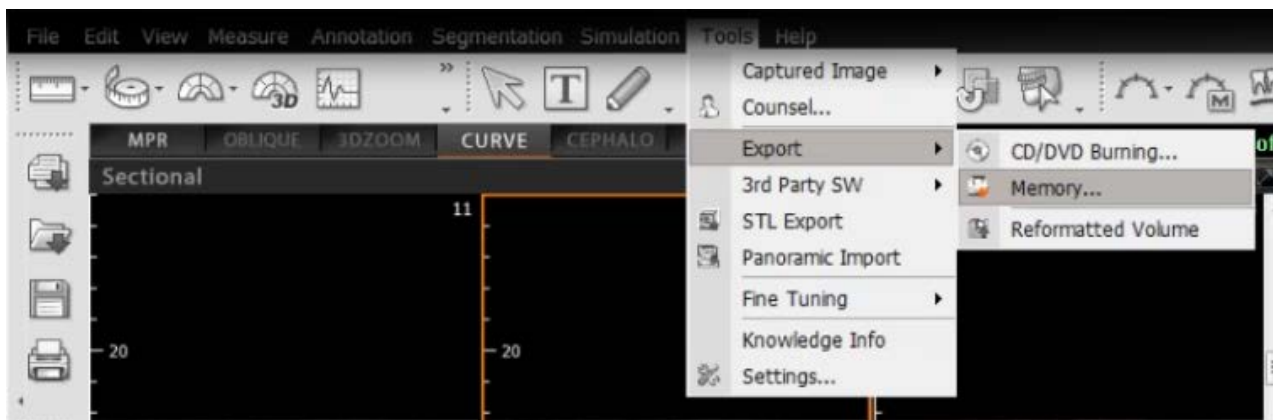 File Edit View Measure Annotation Segmentation Simulation Tools Help
T 3D M
MPR OBLIQUE 3DZOOM CURVE CEPHALO
Sectional
11
20 20
Captured Image
Counsel...
Export
3rd Party SW
STL Export
Panoramic Import
Fine Tuning
Knowledge Info
Settings...
CD/DVD Burning...
Memory...
Reformatted Volume